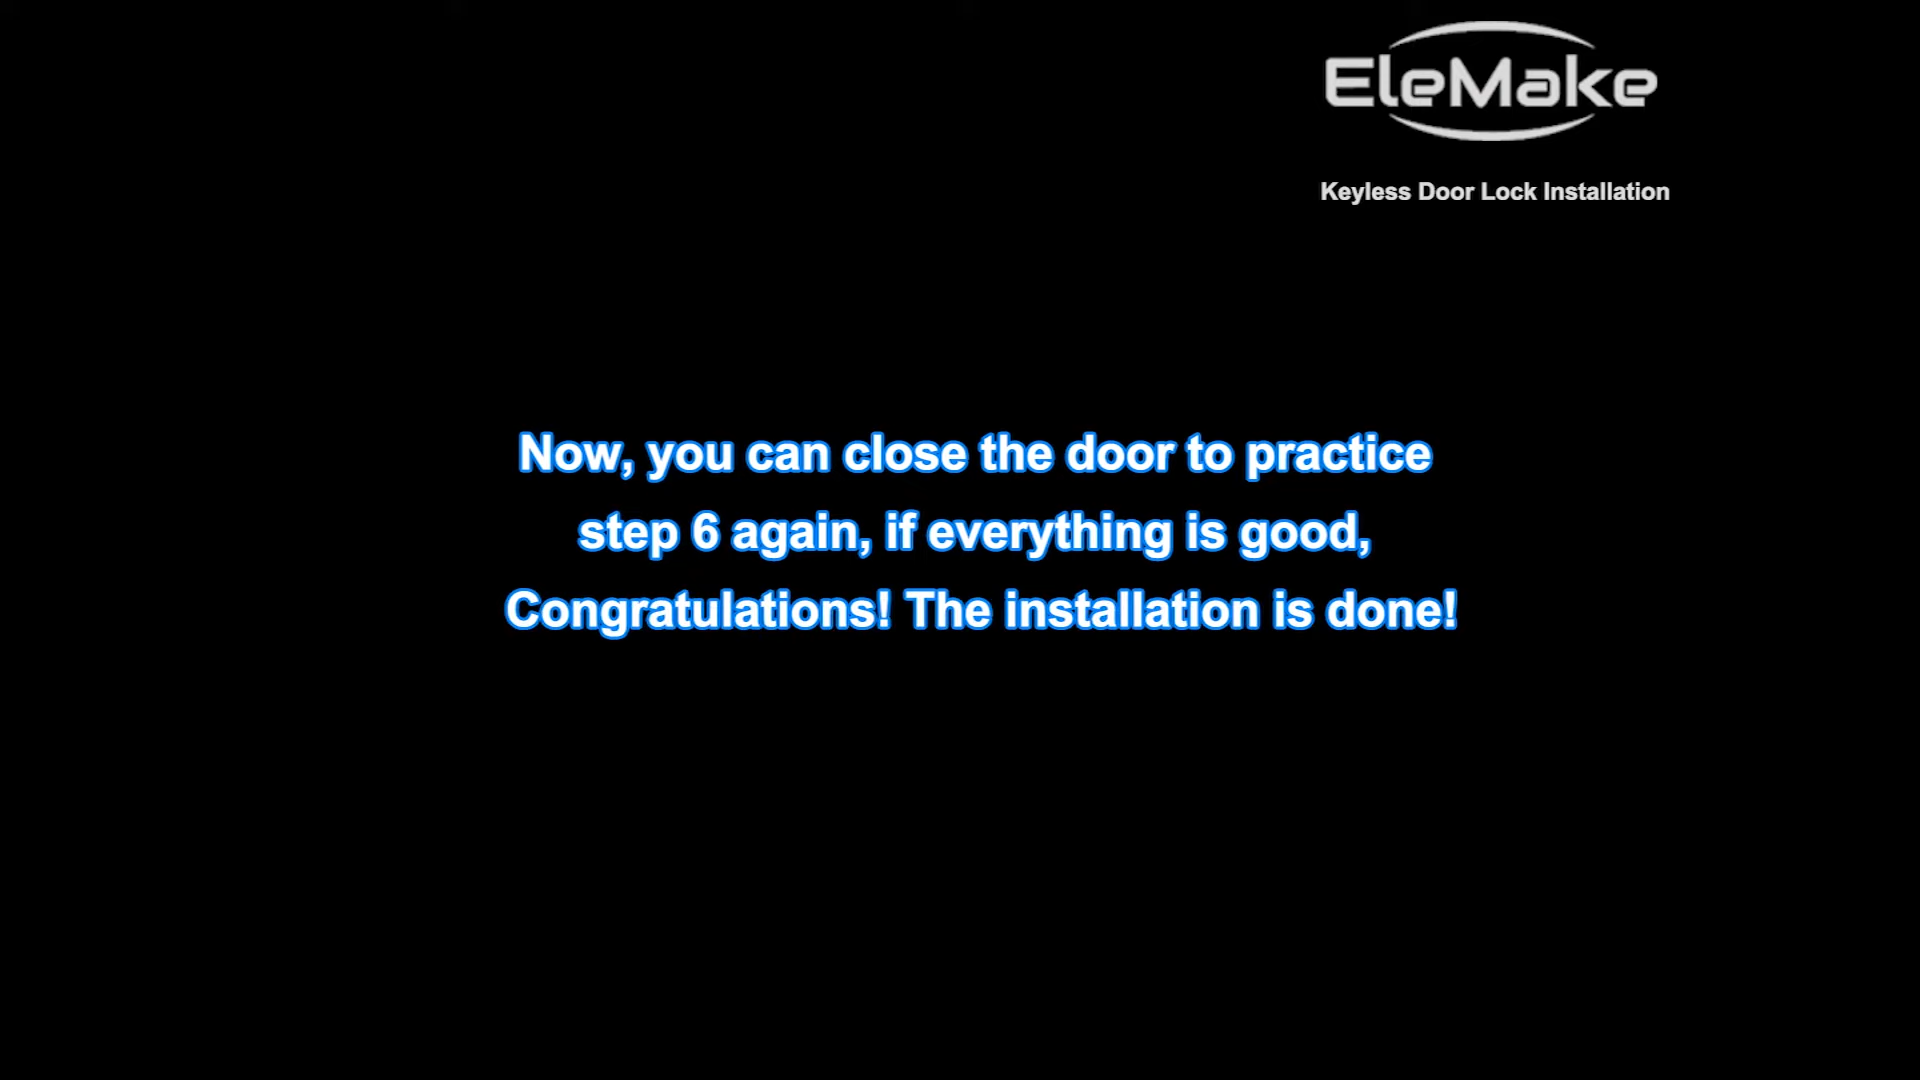 EleMake
Keyless Door Lock Installation
Now, you can close the door to practice
step 6 again, if everything is good,
Congratulations! The installation is done!